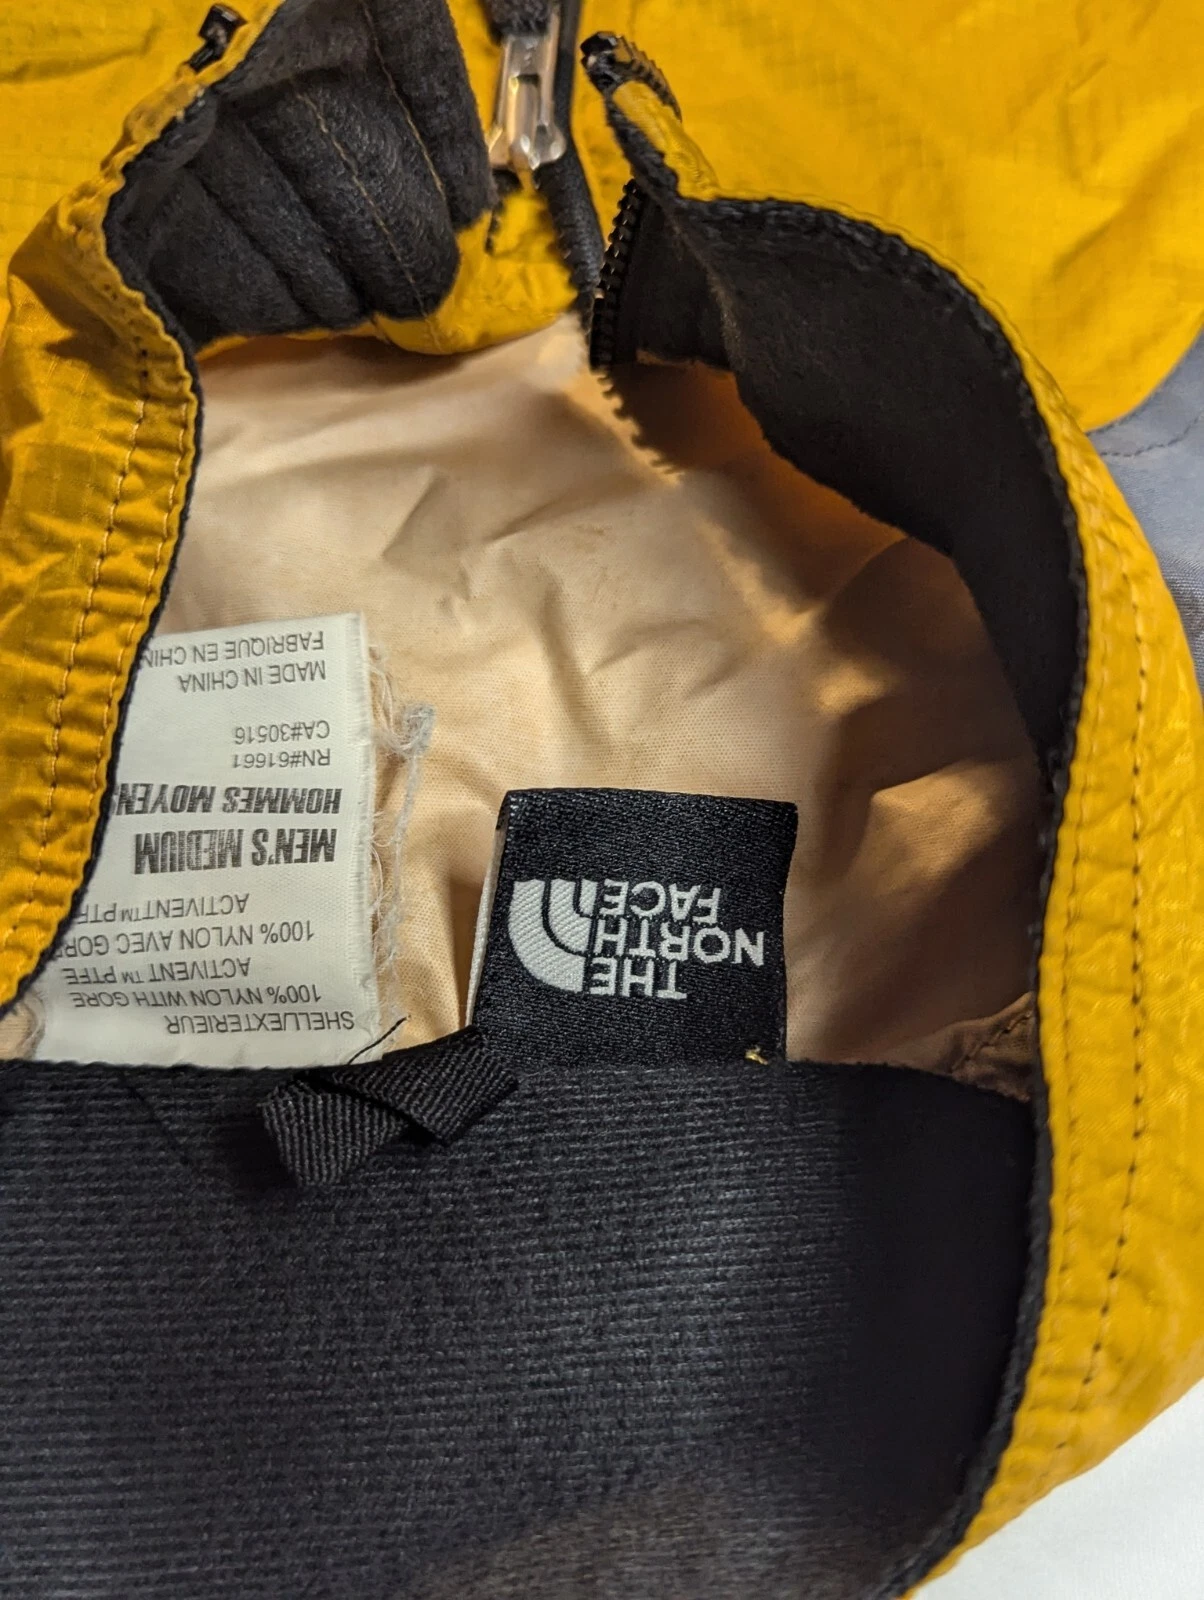 THE
NORTH
FACE
SHELL/EXTERIEUR
100% NYLON WITH GORE
ACTIVENT ™ PTFE
100% NYLON AVEC GORE
ACTIVENT™ PTFE
MEN'S MEDIUM
HOMMES MOYENS
RN#61661
CA#30516
MADE IN CHINA
FABRIQUE EN CHIN